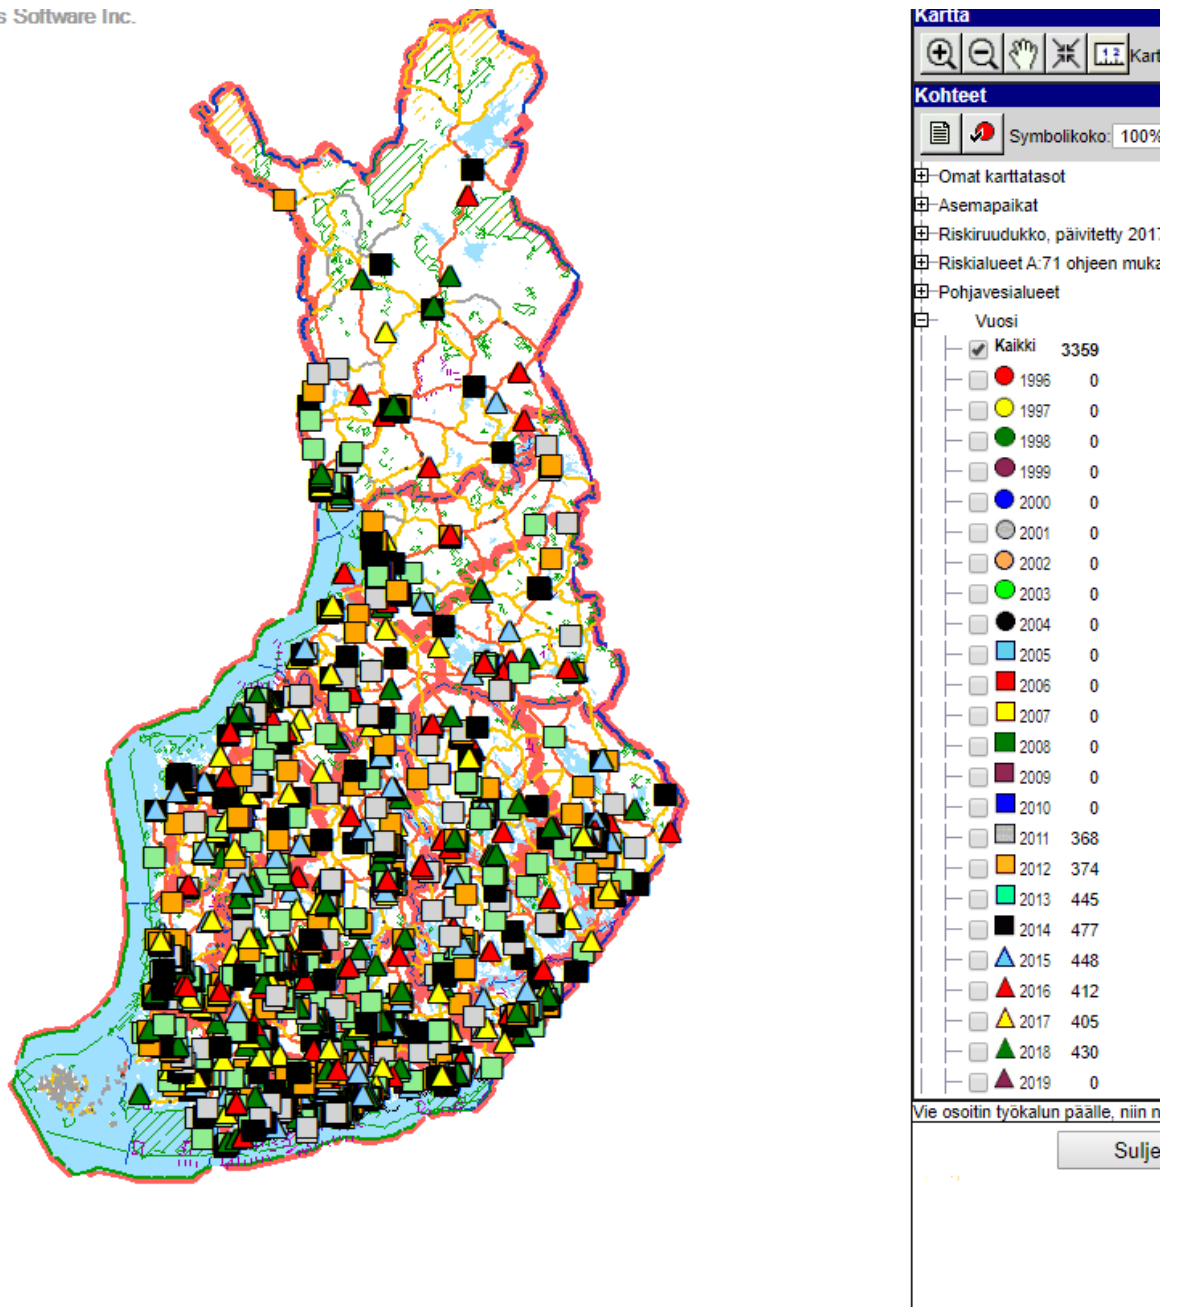 s Software Inc.
Kartta
1 2
Kart
Kohteet
Symbolikoko: 100%
Omat karttatasot
Asemapaikat
Riskiruudukko, päivitetty 2017
Riskialueet A:71 ohjeen muka
Pohjavesialueet
Vuosi
Kaikki 3359
1996 0
1997 0
1998 0
1999 0
2000 0
2001 0
2002 0
2003 0
2004 0
2005 0
2006 0
2007 0
2008 0
2009 0
2010 0
2011 368
2012 374
2013 445
2014 477
2015 448
2016 412
2017 405
2018 430
2019 0
Vie osoitin työkalun päälle, niin n
Sulje